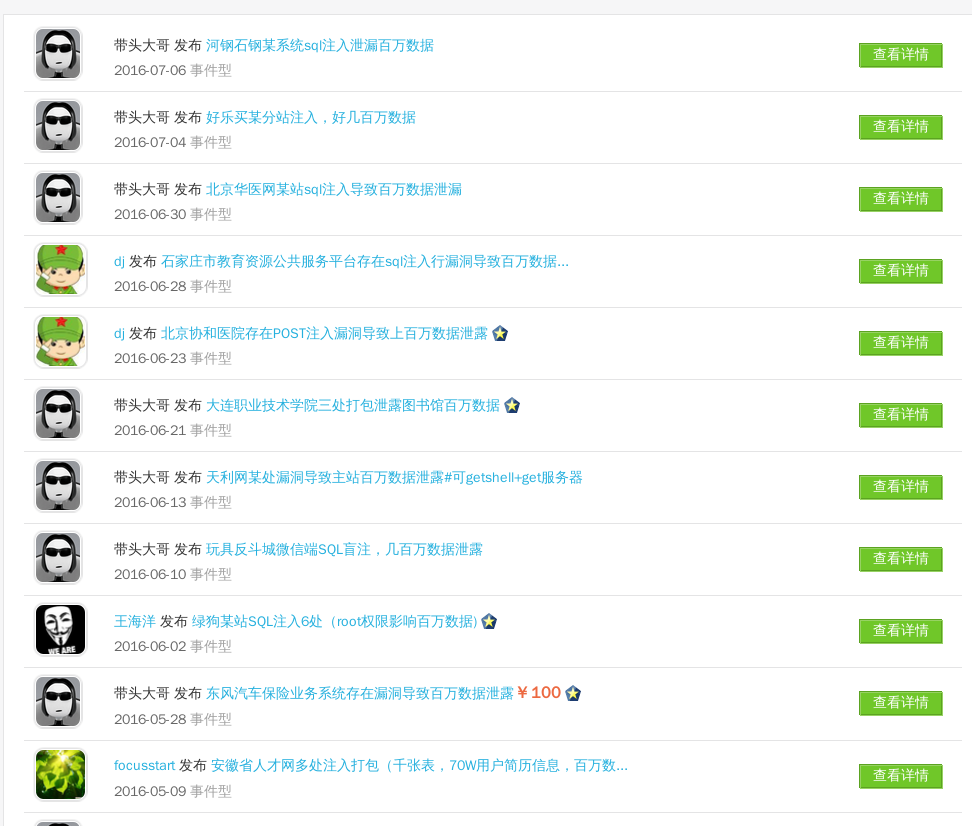 带头大哥 发布 河钢石钢某系统sql注入泄漏百万数据
查看详情
2016-07-06 事件型
带头大哥 发布 好乐买某分站注入，好几百万数据
查看详情
2016-07-04 事件型
带头大哥 发布 北京华医网某站sql注入导致百万数据泄漏
查看详情
2016-06-30 事件型
dj 发布 石家庄市教育资源公共服务平台存在sql注入行漏洞导致百万数据...
查看详情
2016-06-28 事件型
dj 发布 北京协和医院存在POST注入漏洞导致上百万数据泄露
查看详情
2016-06-23 事件型
带头大哥 发布 大连职业技术学院三处打包泄露图书馆百万数据
查看详情
2016-06-21 事件型
带头大哥 发布 天利网某处漏洞导致主站百万数据泄露#可getshell+get服务器
查看详情
2016-06-13 事件型
带头大哥 发布 玩具反斗城微信端SQL盲注，几百万数据泄露
查看详情
2016-06-10 事件型
王海洋 发布 绿狗某站SQL注入6处（root权限影响百万数据)
查看详情
WE ARE
2016-06-02 事件型
带头大哥 发布 东风汽车保险业务系统存在漏洞导致百万数据泄露 ¥100
查看详情
2016-05-28 事件型
focusstart 发布 安徽省人才网多处注入打包（千张表，70W用户简历信息，百万数...
查看详情
2016-05-09 事件型